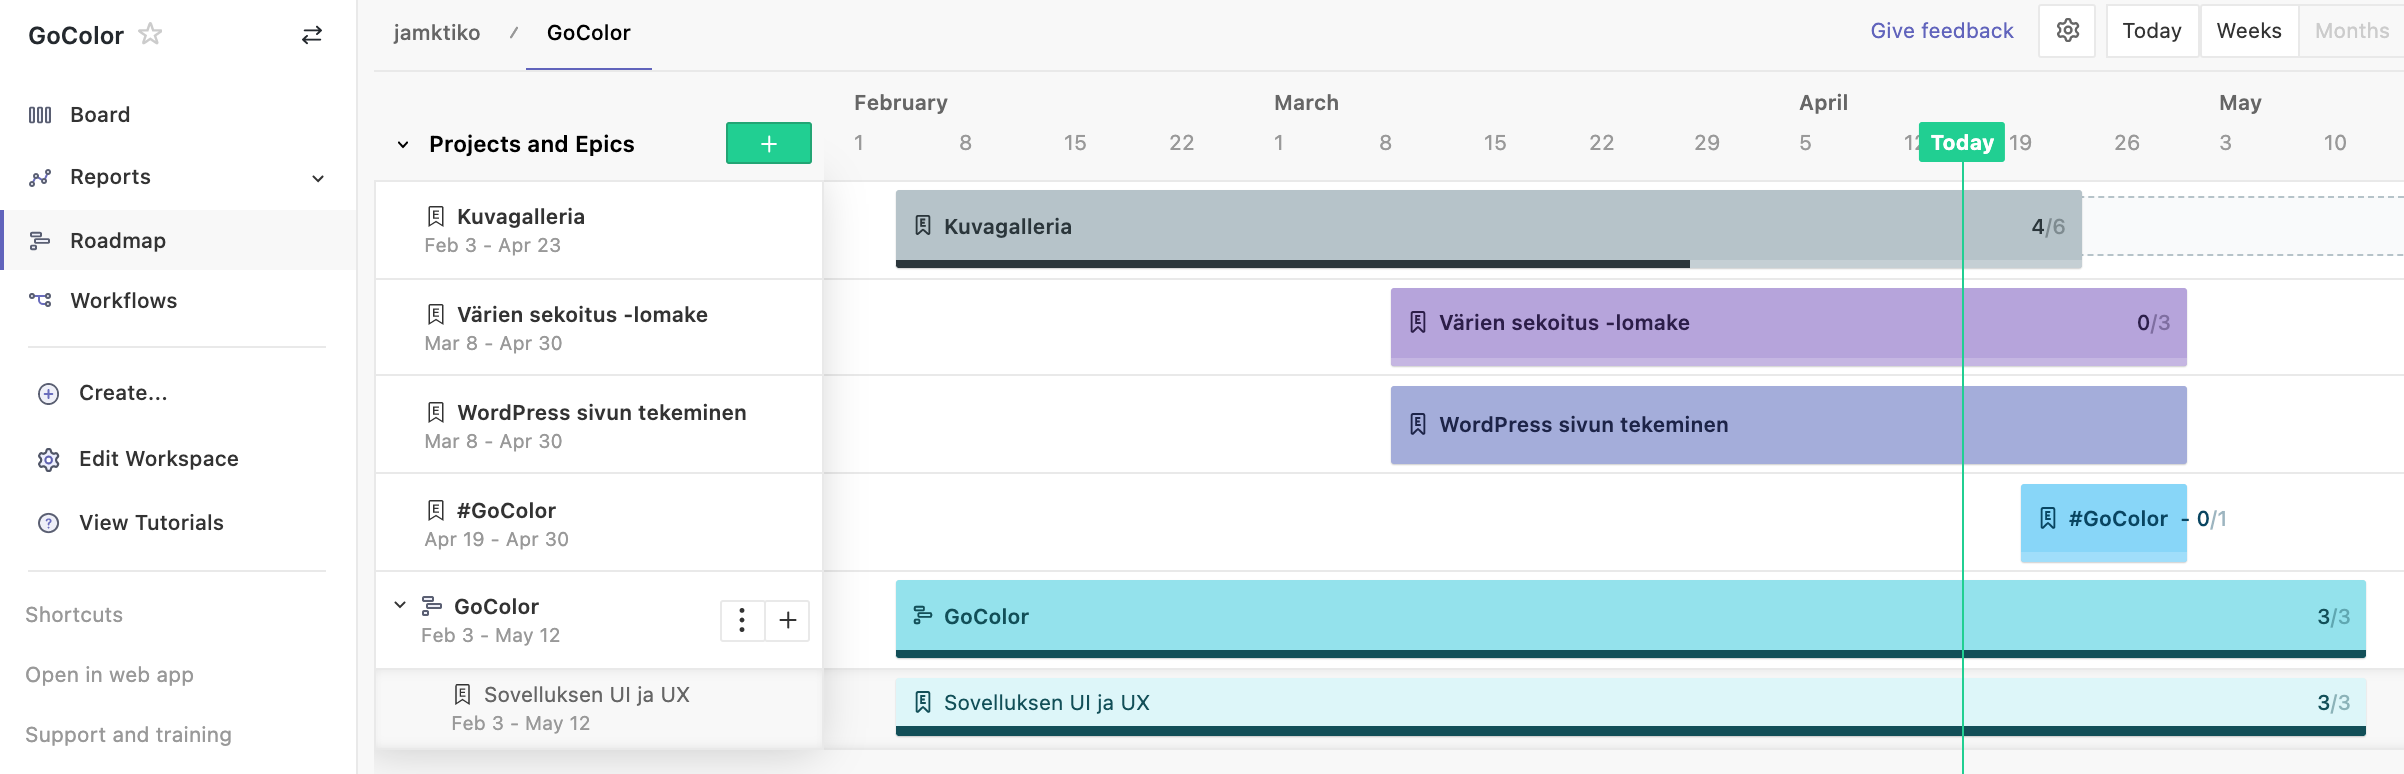 GoColor
Board
Reports
Roadmap
Workflows
Create...
Edit Workspace
View Tutorials
Shortcuts
Open in web app
Support and training
jamktiko / GoColor
Give feedback
Today Weeks Months
February March April May
Projects and Epics +
1 8 15 22 1 8 15 22 29 5 Today 19 26 3 10
Kuvagalleria
Feb 3 - Apr 23
Kuvagalleria 4/6
Värien sekoitus -lomake
Mar 8 - Apr 30
Värien sekoitus -lomake 0/3
WordPress sivun tekeminen
Mar 8 - Apr 30
WordPress sivun tekeminen
#GoColor
Apr 19 - Apr 30
#GoColor - 0/1
GoColor
Feb 3 - May 12
GoColor 3/3
Sovelluksen UI ja UX
Feb 3 - May 12
Sovelluksen UI ja UX 3/3